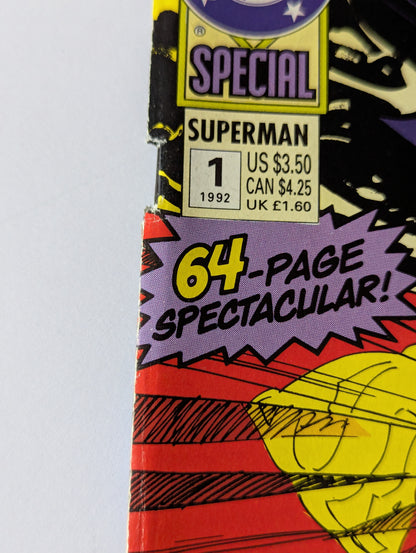 ®
SPECIAL
SUPERMAN
1
1992
US $3.50
CAN $4.25
UK £1.60
64-PAGE
SPECTACULAR!